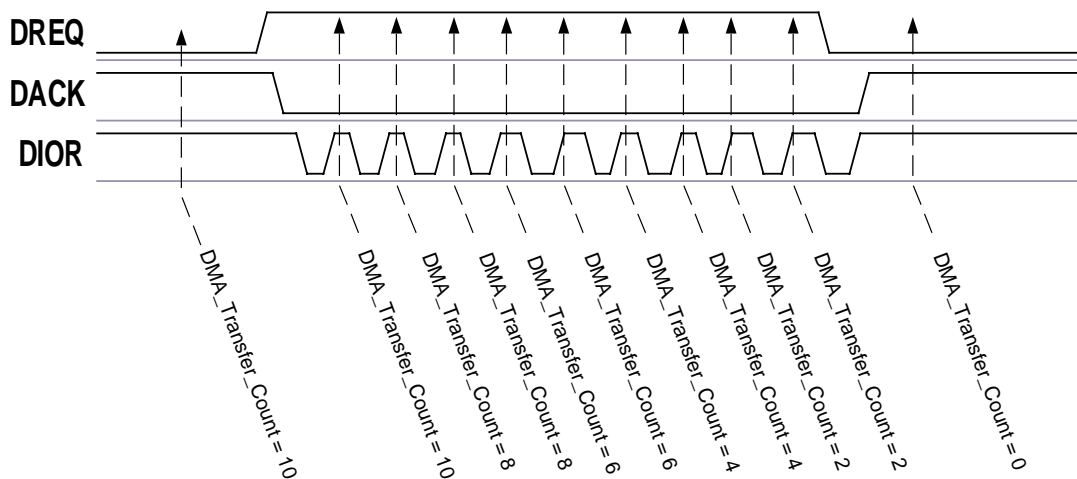 DREQ
DACK
DIOR
DMA_Transfer_Count = 10
DMA_Transfer_Count = 10
DMA_Transfer_Count = 8
DMA_Transfer_Count = 8
DMA_Transfer_Count = 6
DMA_Transfer_Count = 6
DMA_Transfer_Count = 4
DMA_Transfer_Count = 4
DMA_Transfer_Count = 2
DMA_Transfer_Count = 2
DMA_Transfer_Count = 0